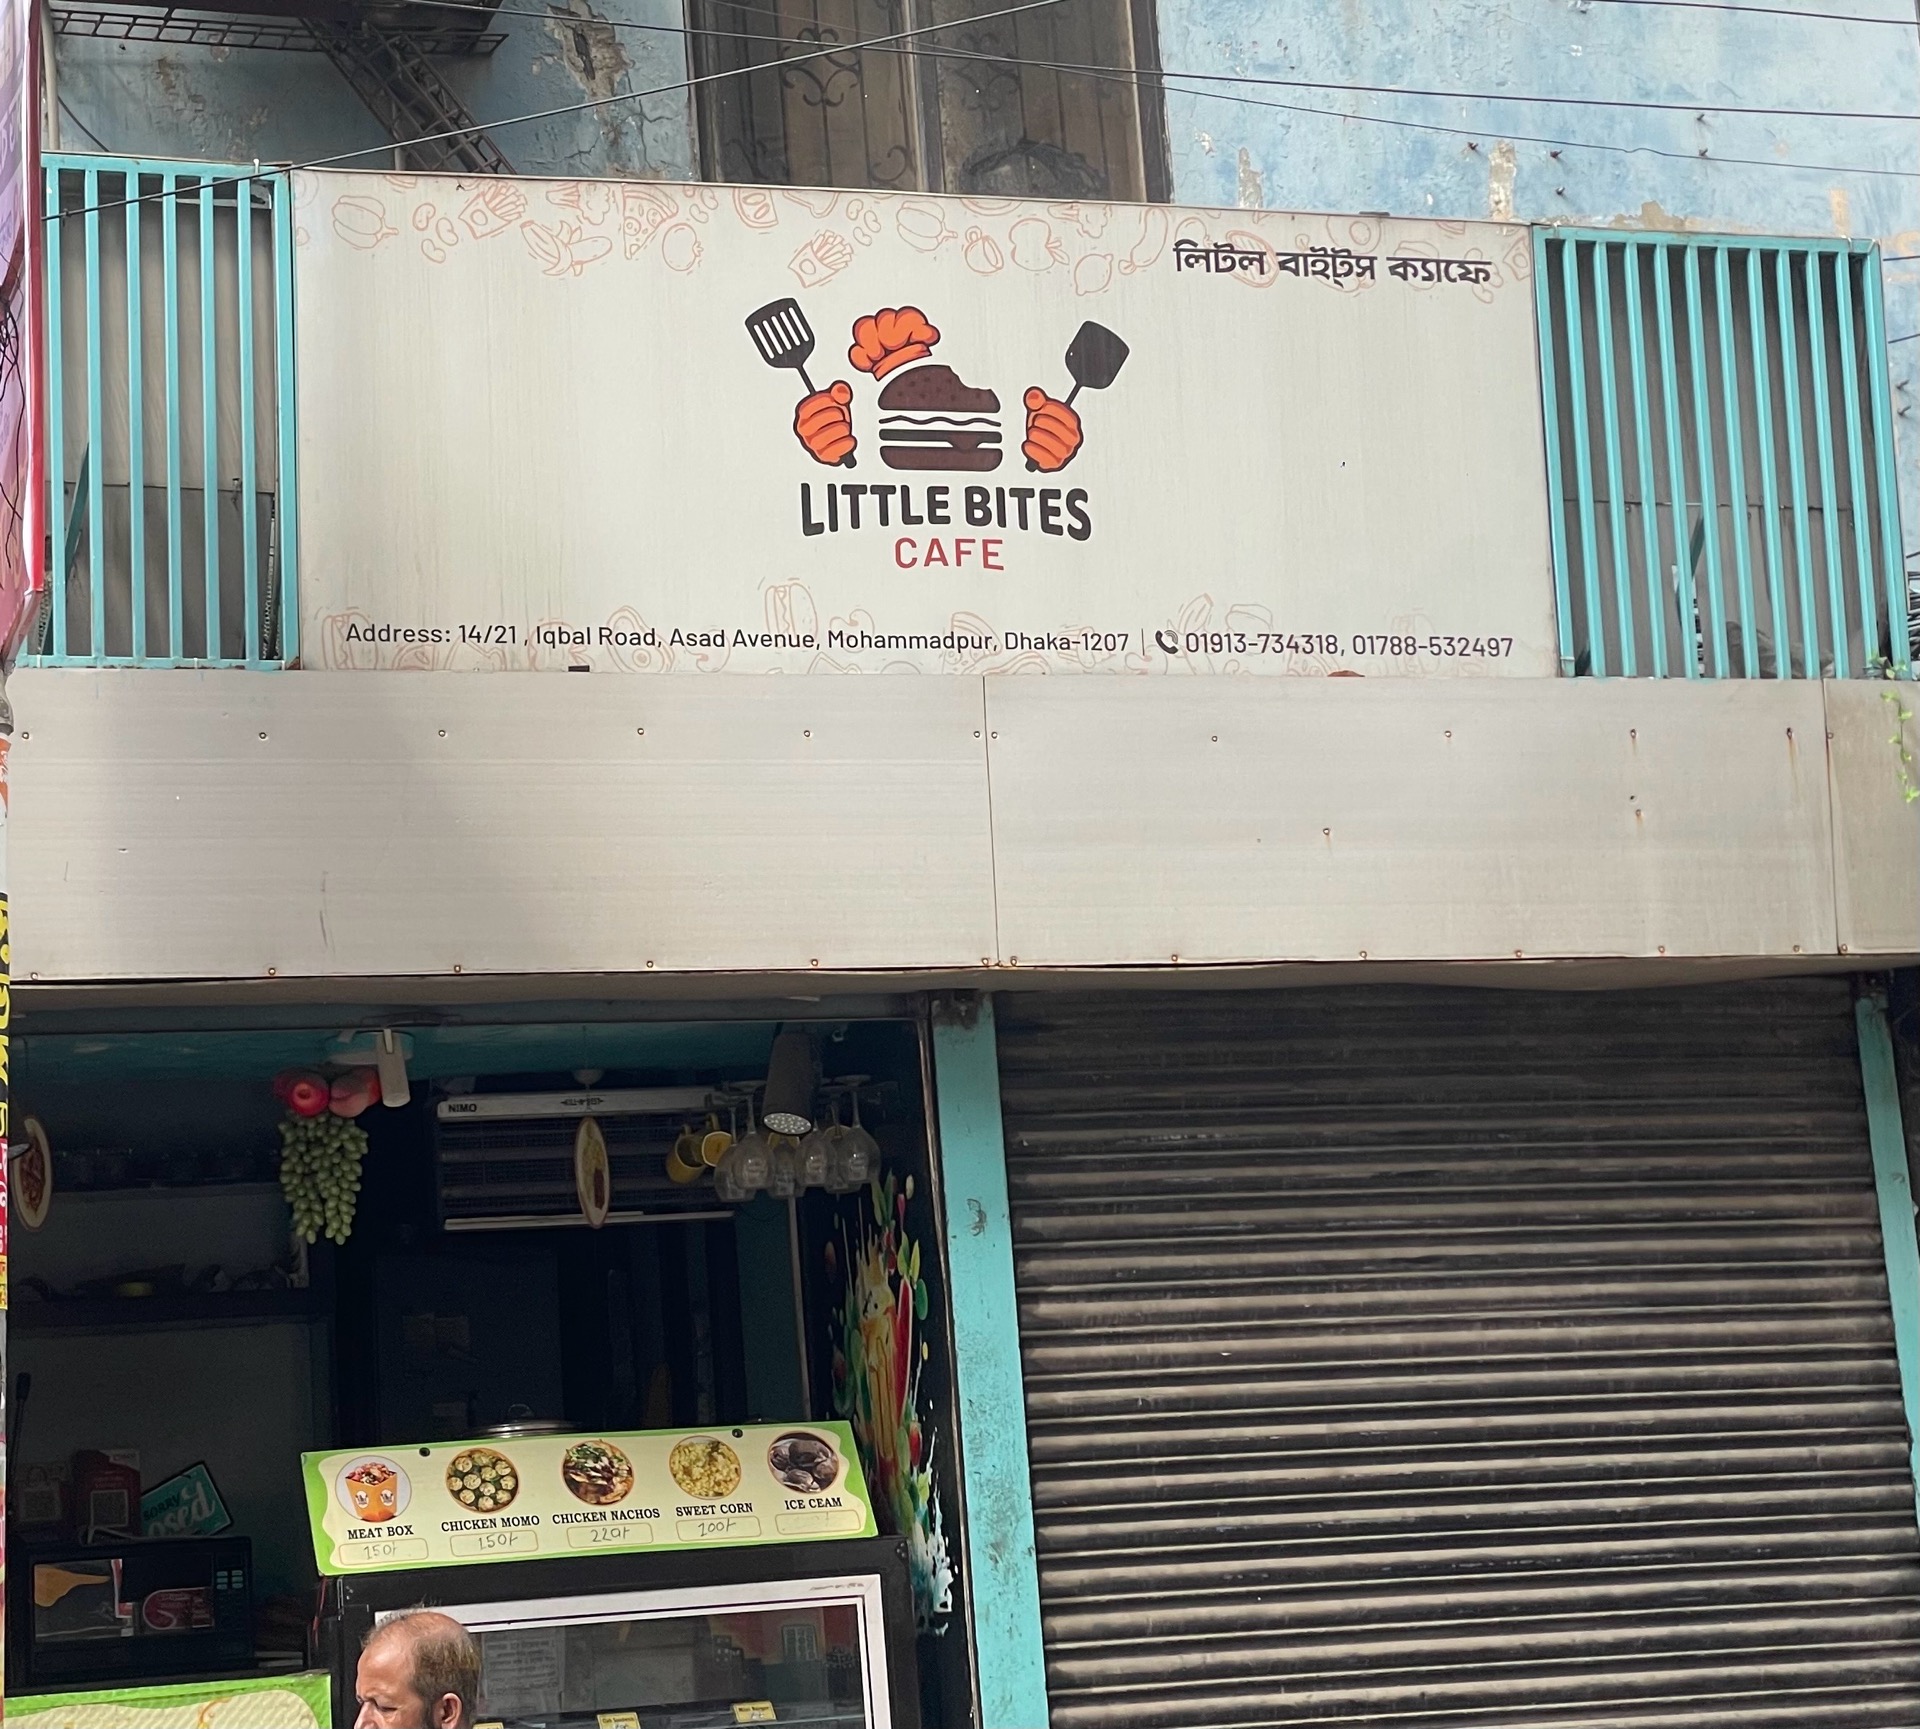 লিটল বাইট্স ক্যাফে
LITTLE BITES
CAFE
Address: 14/21 , Iqbal Road, Asad Avenue, Mohammadpur, Dhaka-1207 | 01913-734318, 01788-532497
NIMO
SORRY
MEAT BOX
CHICKEN MOMO
CHICKEN NACHOS
SWEET CORN
ICE CEAM
150/-
150/-
220/-
100/-